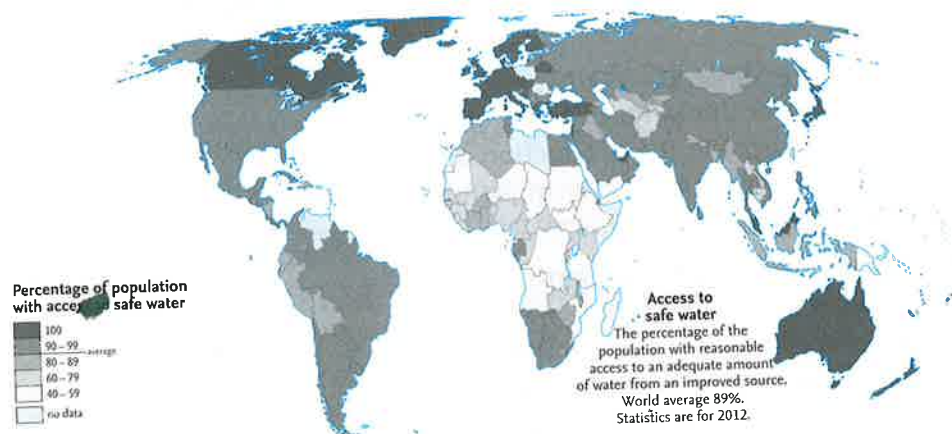 Percentage of population
with access safe water
100
90 – 99
average
80 – 89
60 – 79
40 – 59
no data
Access to
safe water
The percentage of the
population with reasonable
access to an adequate amount
of water from an improved source.
World average 89%.
Statistics are for 2012.